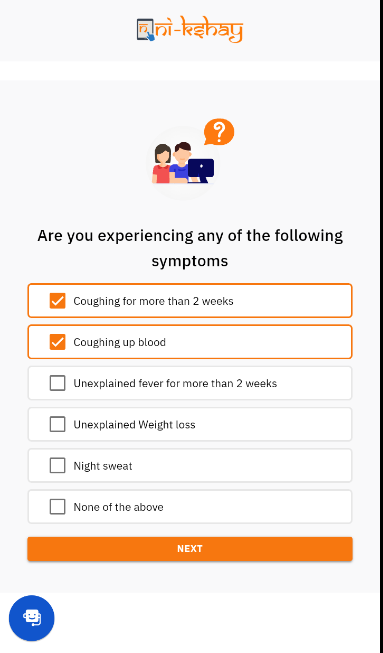 ni-kshay
?
Are you experiencing any of the following
symptoms
Coughing for more than 2 weeks
Coughing up blood
Unexplained fever for more than 2 weeks
Unexplained Weight loss
Night sweat
None of the above
NEXT